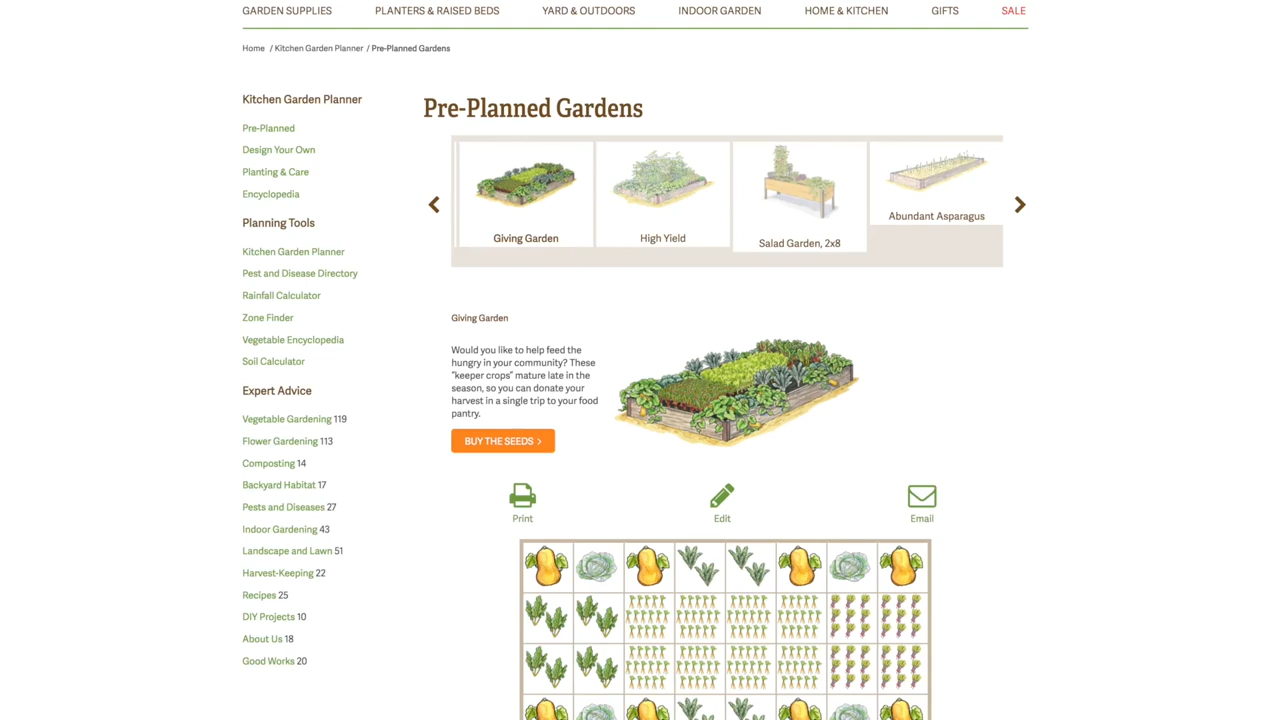 GARDEN SUPPLIES PLANTERS & RAISED BEDS YARD & OUTDOORS INDOOR GARDEN HOME & KITCHEN GIFTS SALE
Home / Kitchen Garden Planner / Pre-Planned Gardens
Kitchen Garden Planner
Pre-Planned
Design Your Own
Planting & Care
Encyclopedia
Planning Tools
Kitchen Garden Planner
Pest and Disease Directory
Rainfall Calculator
Zone Finder
Vegetable Encyclopedia
Soil Calculator
Expert Advice
Vegetable Gardening 119
Flower Gardening 113
Composting 14
Backyard Habitat 17
Pests and Diseases 27
Indoor Gardening 43
Landscape and Lawn 51
Harvest-Keeping 22
Recipes 25
DIY Projects 10
About Us 18
Good Works 20
Pre-Planned Gardens
Giving Garden
High Yield
Salad Garden, 2x8
Abundant Asparagus
Giving Garden
Would you like to help feed the
hungry in your community? These
"keeper crops" mature late in the
season, so you can donate your
harvest in a single trip to your food
pantry.
BUY THE SEEDS ›
Print
Edit
Email